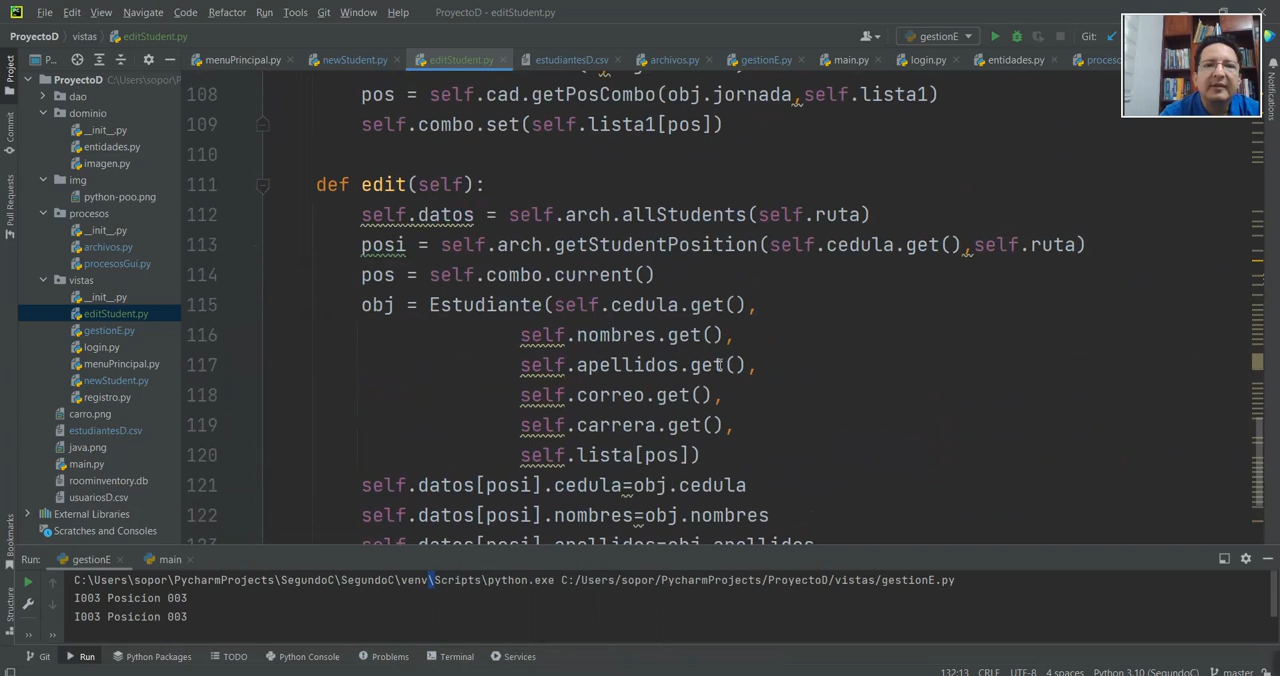 File Edit View Navigate Code Refactor Run Tools Git Window Help ProyectoD - editStudent.py
ProyectoD vistas editStudent.py gestionE Git:
P... menuPrincipal.py newStudent.py editStudent.py estudiantesD.csv archivos.py gestionE.py main.py login.py entidades.py
Project
Commit
Pull Requests
Bookmarks
Structure
Notifications
ProyectoD C:\Users\sopor\
dao
dominio
__init__.py
entidades.py
imagen.py
img
python-poo.png
procesos
__init__.py
archivos.py
procesosGui.py
vistas
__init__.py
editStudent.py
gestionE.py
login.py
menuPrincipal.py
newStudent.py
registro.py
carro.png
estudiantesD.csv
java.png
main.py
roominventory.db
usuariosD.csv
External Libraries
Scratches and Consoles
108 pos = self.cad.getPosCombo(obj.jornada,self.lista1)
109 self.combo.set(self.lista1[pos])
110
111 def edit(self):
112 self.datos = self.arch.allStudents(self.ruta)
113 posi = self.arch.getStudentPosition(self.cedula.get(),self.ruta)
114 pos = self.combo.current()
115 obj = Estudiante(self.cedula.get(),
116 self.nombres.get(),
117 self.apellidos.get(),
118 self.correo.get(),
119 self.carrera.get(),
120 self.lista[pos])
121 self.datos[posi].cedula=obj.cedula
122 self.datos[posi].nombres=obj.nombres
self.datos[posi].apellidos=obj.apellidos
Run: gestionE main
C:\Users\sopor\PycharmProjects\SegundoC\SegundoC\venv\Scripts\python.exe C:/Users/sopor/PycharmProjects/ProyectoD/vistas/gestionE.py
I003 Posicion 003
I003 Posicion 003
Git Run Python Packages TODO Python Console Problems Terminal Services
132:13 CRLF UTF-8 4 spaces Python 3.10 (SegundoC) master